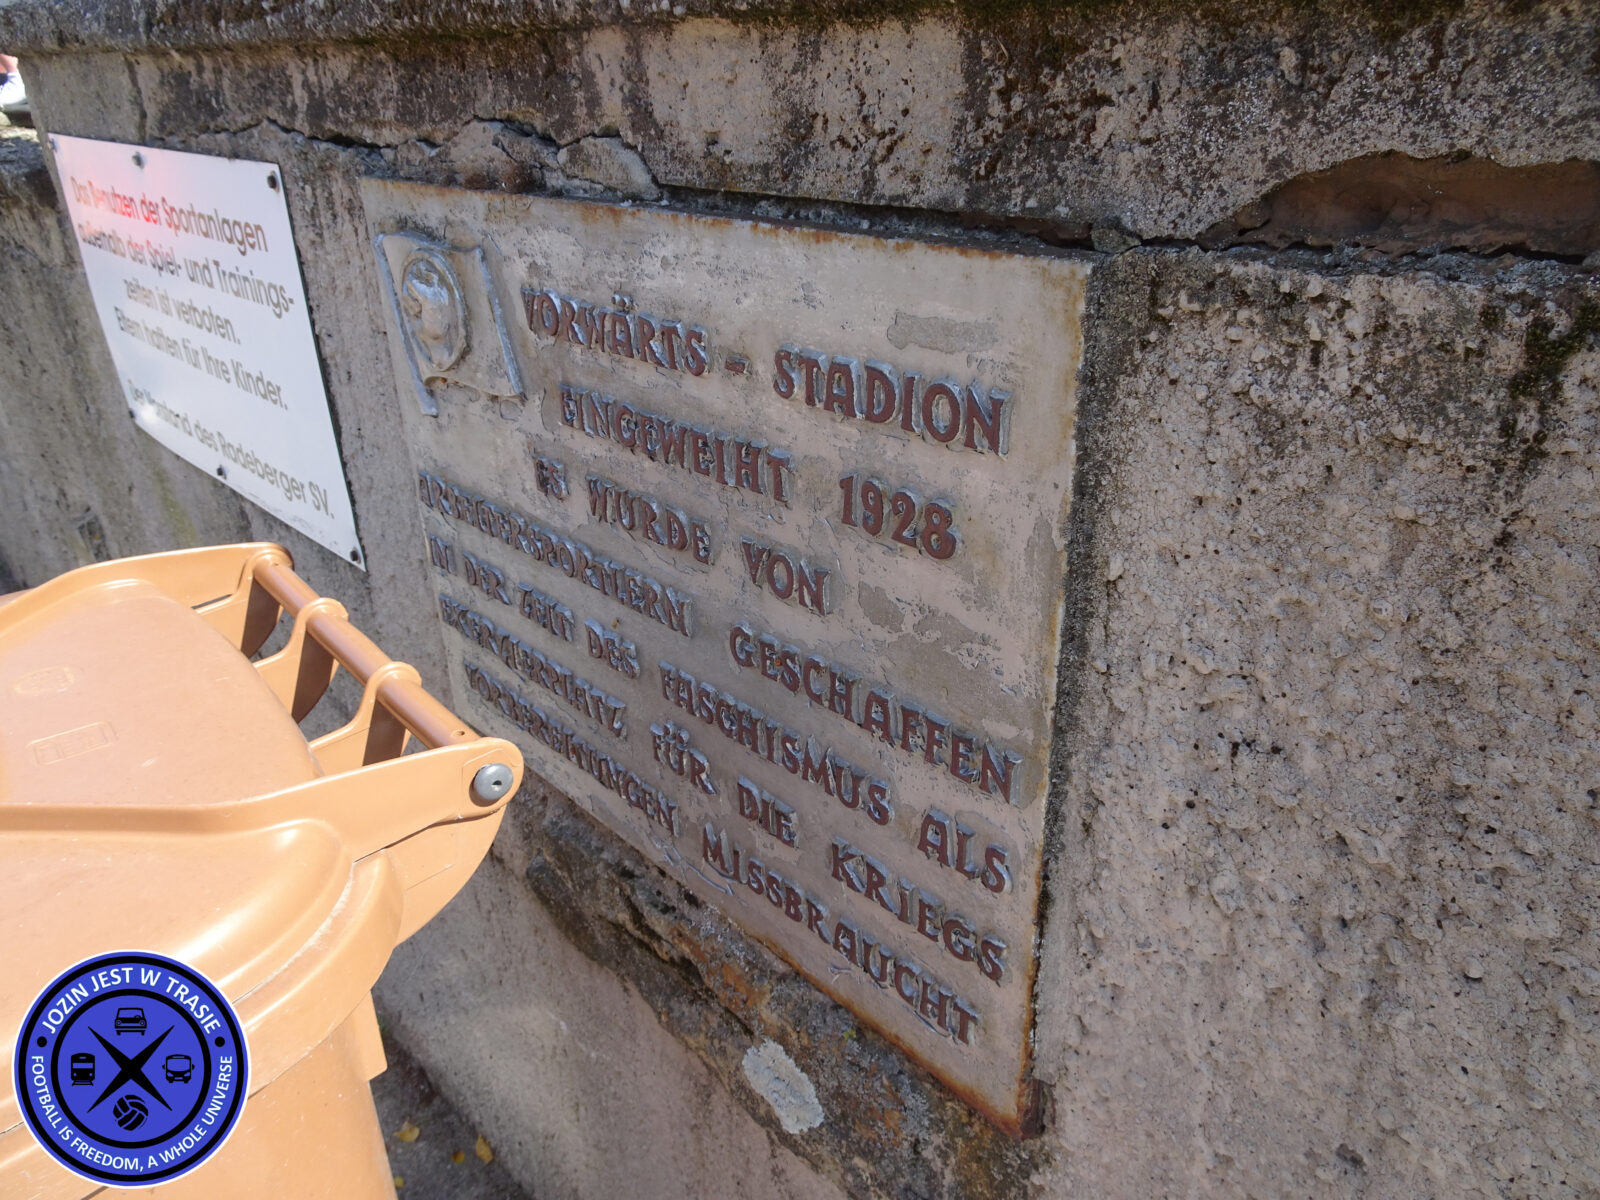 Das Benutzen der Sportanlagen
außerhalb der Spiel- und Trainings-
zeiten ist verboten.
Eltern haften für Ihre Kinder.
Der Vorstand des Radeberger SV.
VORWÄRTS - STADION
EINGEWEIHT 1928
ES WURDE VON
ARBEITERSPORTLERN GESCHAFFEN
IN DER ZEIT DES FASCHISMUS ALS
EXERZIERPLATZ FÜR DIE KRIEGS
VORBEREITUNGEN MISSBRAUCHT
JOZIN JEST W TRASIE
FOOTBALL IS FREEDOM, A WHOLE UNIVERSE